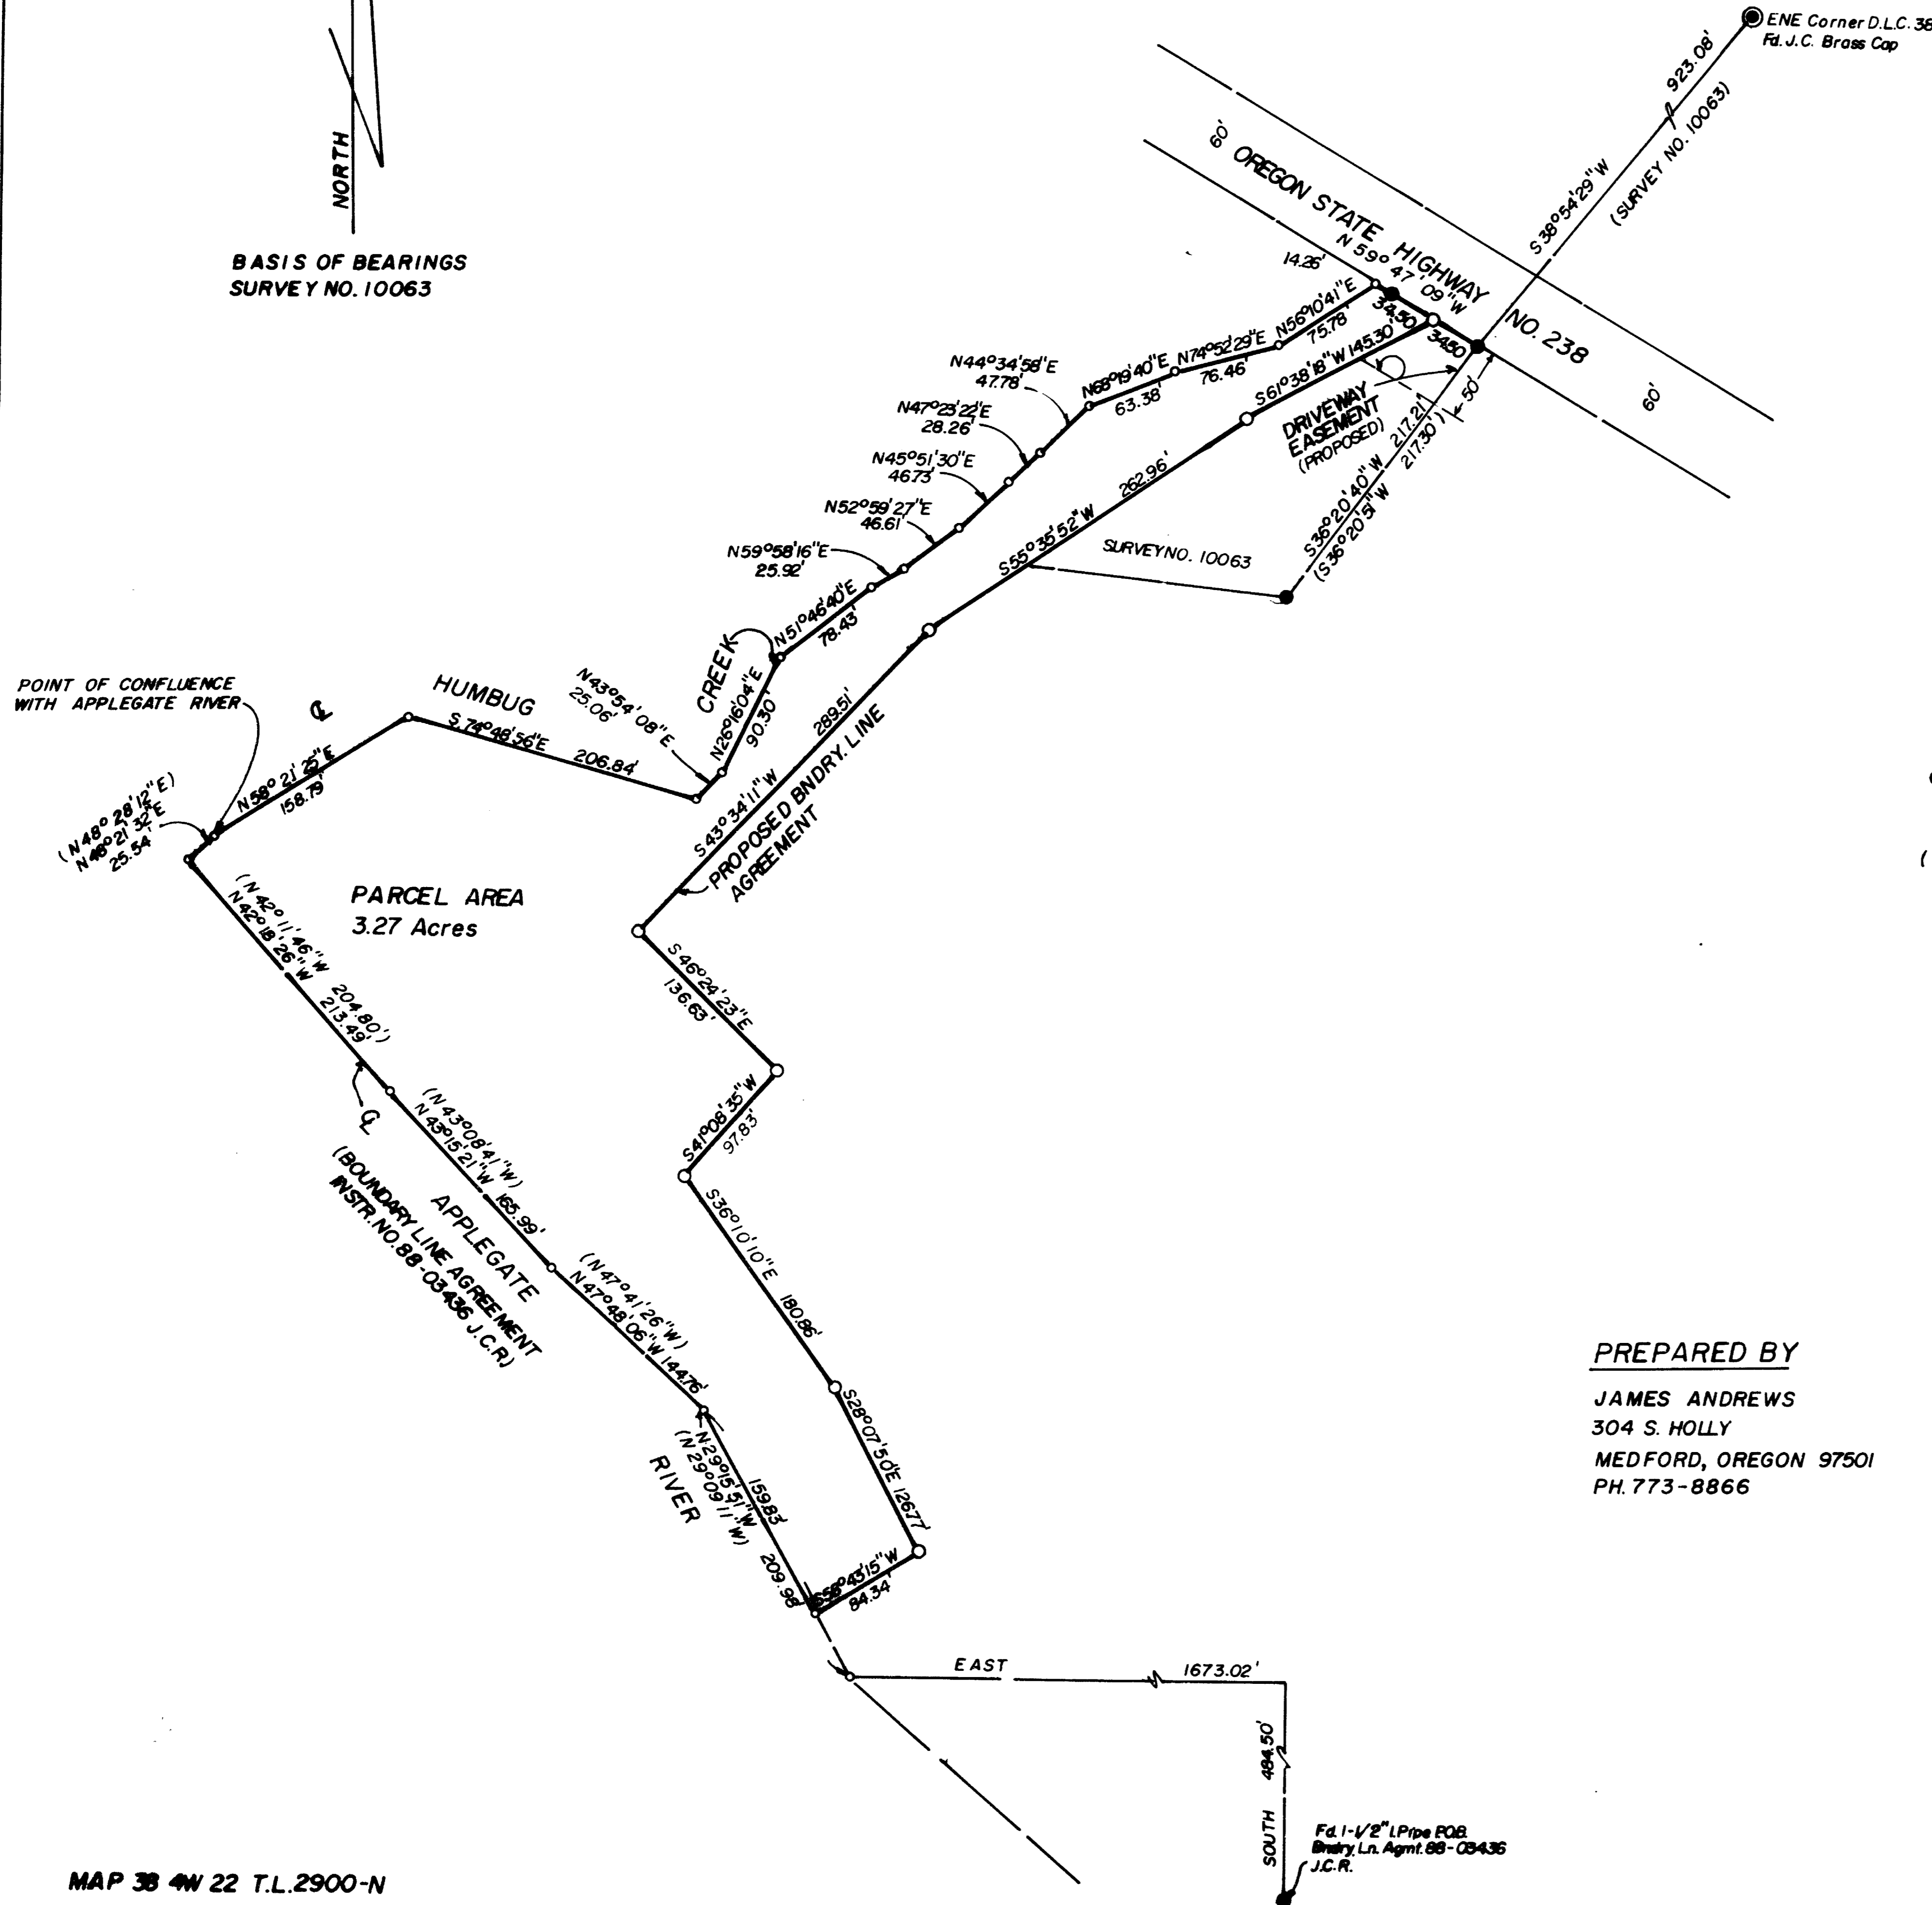 NORTH
BASIS OF BEARINGS
SURVEY NO. 10063
ENE Corner D.L.C. 38
Fd. J.C. Brass Cap
923.08'
(SURVEY NO. 10063)
S 38°54'29"W
60'
OREGON STATE HIGHWAY
NO. 238
N 59° 47' 09"W
60'
14.26'
34.50
34.50
N56°10'41"E
75.78'
N74°52'29"E
76.46'
N68°19'40"E
63.38'
N44°34'58"E
47.78'
N47°23'22"E
28.26'
N45°51'30"E
46.73'
N52°59'27"E
46.61'
N59°58'16"E
25.92'
N51°46'40"E
78.43'
S61°38'18"W 145.30'
DRIVEWAY
EASEMENT
(PROPOSED)
50'
S36°20'40"W 217.21'
(S36°20'51"W 217.30')
S55°35'52"W 262.96'
SURVEY NO. 10063
CREEK
N26°16'04"E
90.30'
N43°54'08"E
25.06'
HUMBUG
S.74°48'56"E 206.84'
POINT OF CONFLUENCE
WITH APPLEGATE RIVER
℄
N58°21'25"E
158.79'
(N48°28'12"E)
N48°21'32"E
25.54'
289.51'
S43°34'11"W
PROPOSED BNDRY. LINE
AGREEMENT
PARCEL AREA
3.27 Acres
(N 42°11'46"W 204.80')
N42°18'26"W 213.49'
S46°24'23"E
136.63'
S41°08'35"W
97.83'
℄
(N43°08'41"W)
N43°15'21"W 165.99'
(BOUNDARY LINE AGREEMENT
INSTR. NO. 88-03436 J.C.R)
APPLEGATE
RIVER
(N47°41'26"W)
N47°48'06"W 144.76'
S36°10'10"E 180.86'
S28°07'50"E 126.77'
159.83'
N29°15'51"W
(N29°09'11"W) 209.98'
S58°43'15"W
84.34'
EAST 1673.02'
SOUTH 484.50'
Fd. 1-1/2" I.Pipe P.O.B.
Bndry. Ln. Agmt. 88-03436
J.C.R.
PREPARED BY
JAMES ANDREWS
304 S. HOLLY
MEDFORD, OREGON 97501
PH. 773-8866
MAP 38 4W 22 T.L.2900-N